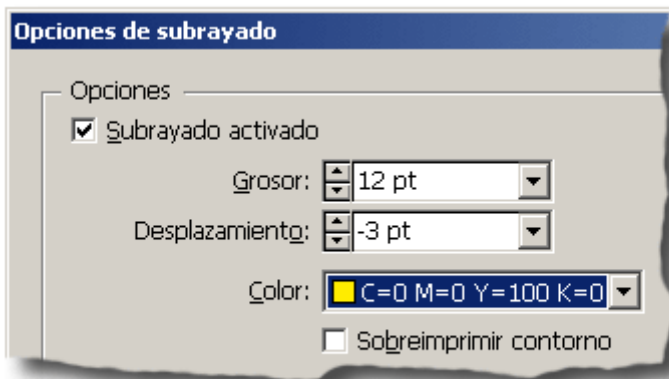 Opciones de subrayado
Opciones
Subrayado activado
Grosor: 12 pt
Desplazamiento: -3 pt
Color: C=0 M=0 Y=100 K=0
Sobreimprimir contorno